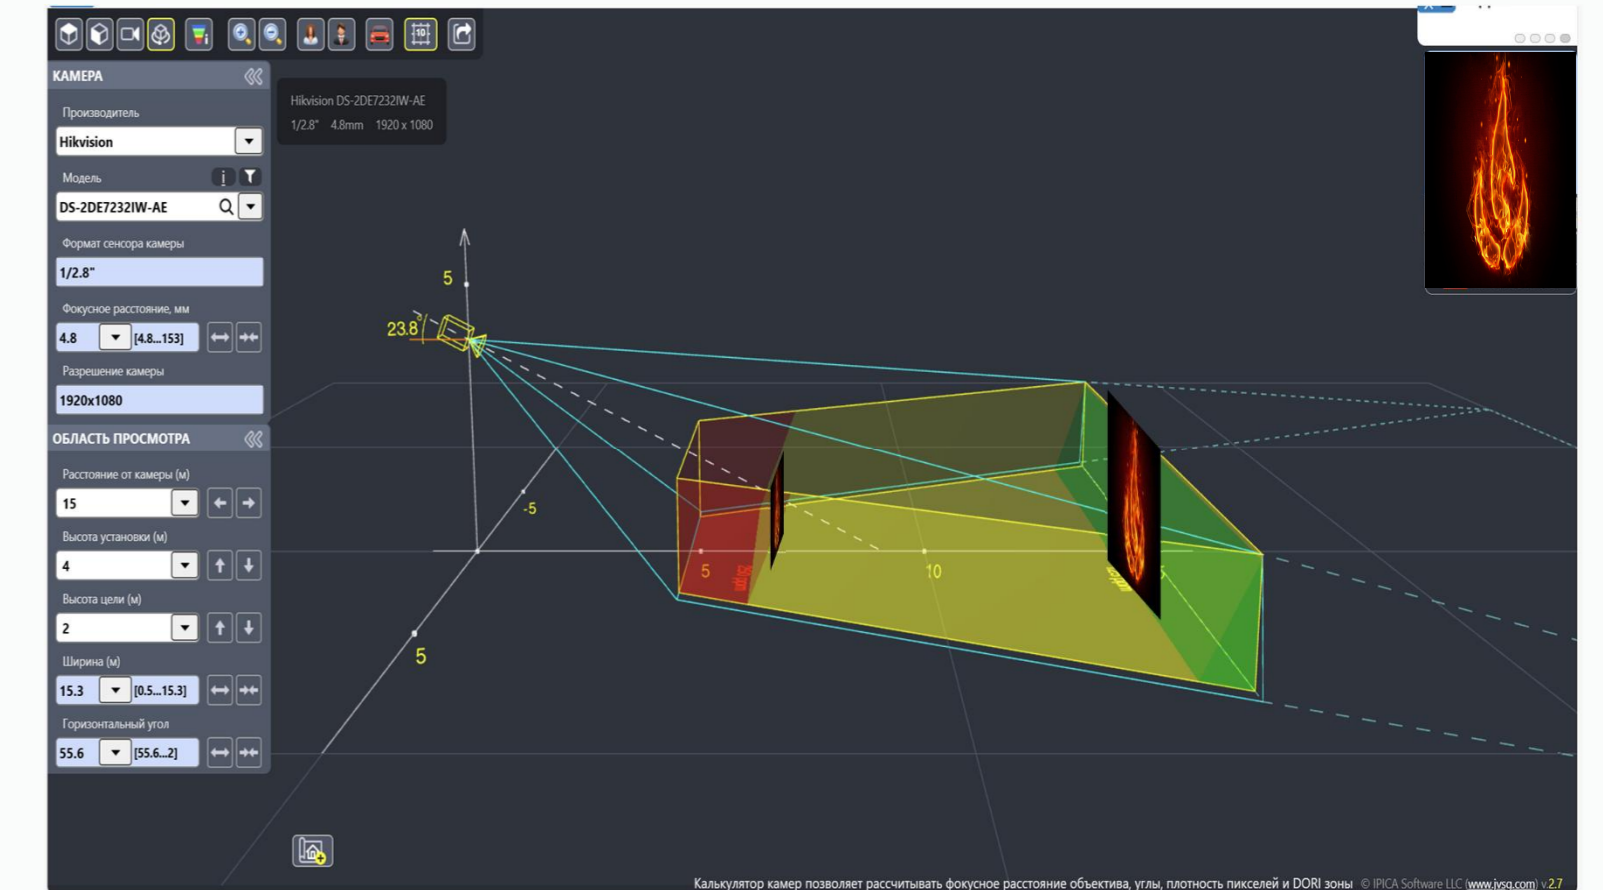 10
КАМЕРА
Производитель
Hikvision
Модель
i
DS-2DE7232IW-AE
Формат сенсора камеры
1/2.8"
Фокусное расстояние, мм
4.8 [4.8...153]
Разрешение камеры
1920x1080
ОБЛАСТЬ ПРОСМОТРА
Расстояние от камеры (м)
15
Высота установки (м)
4
Высота цели (м)
2
Ширина (м)
15.3 [0.5...15.3]
Горизонтальный угол
55.6 [55.6...2]
Hikvision DS-2DE7232IW-AE
1/2.8" 4.8mm 1920 x 1080
5
23.8°
-5
5
10
5
Калькулятор камер позволяет рассчитывать фокусное расстояние объектива, углы, плотность пикселей и DORI зоны © IPICA Software LLC (www.jvsg.com) v.2.7